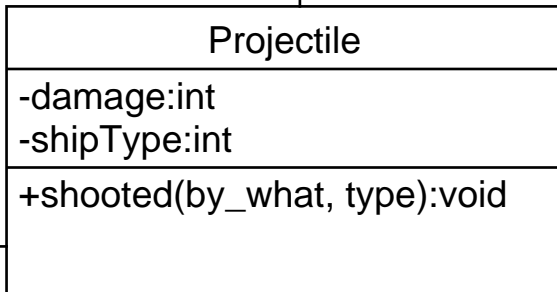 Projectile
-damage:int
-shipType:int
+shooted(by_what, type):void